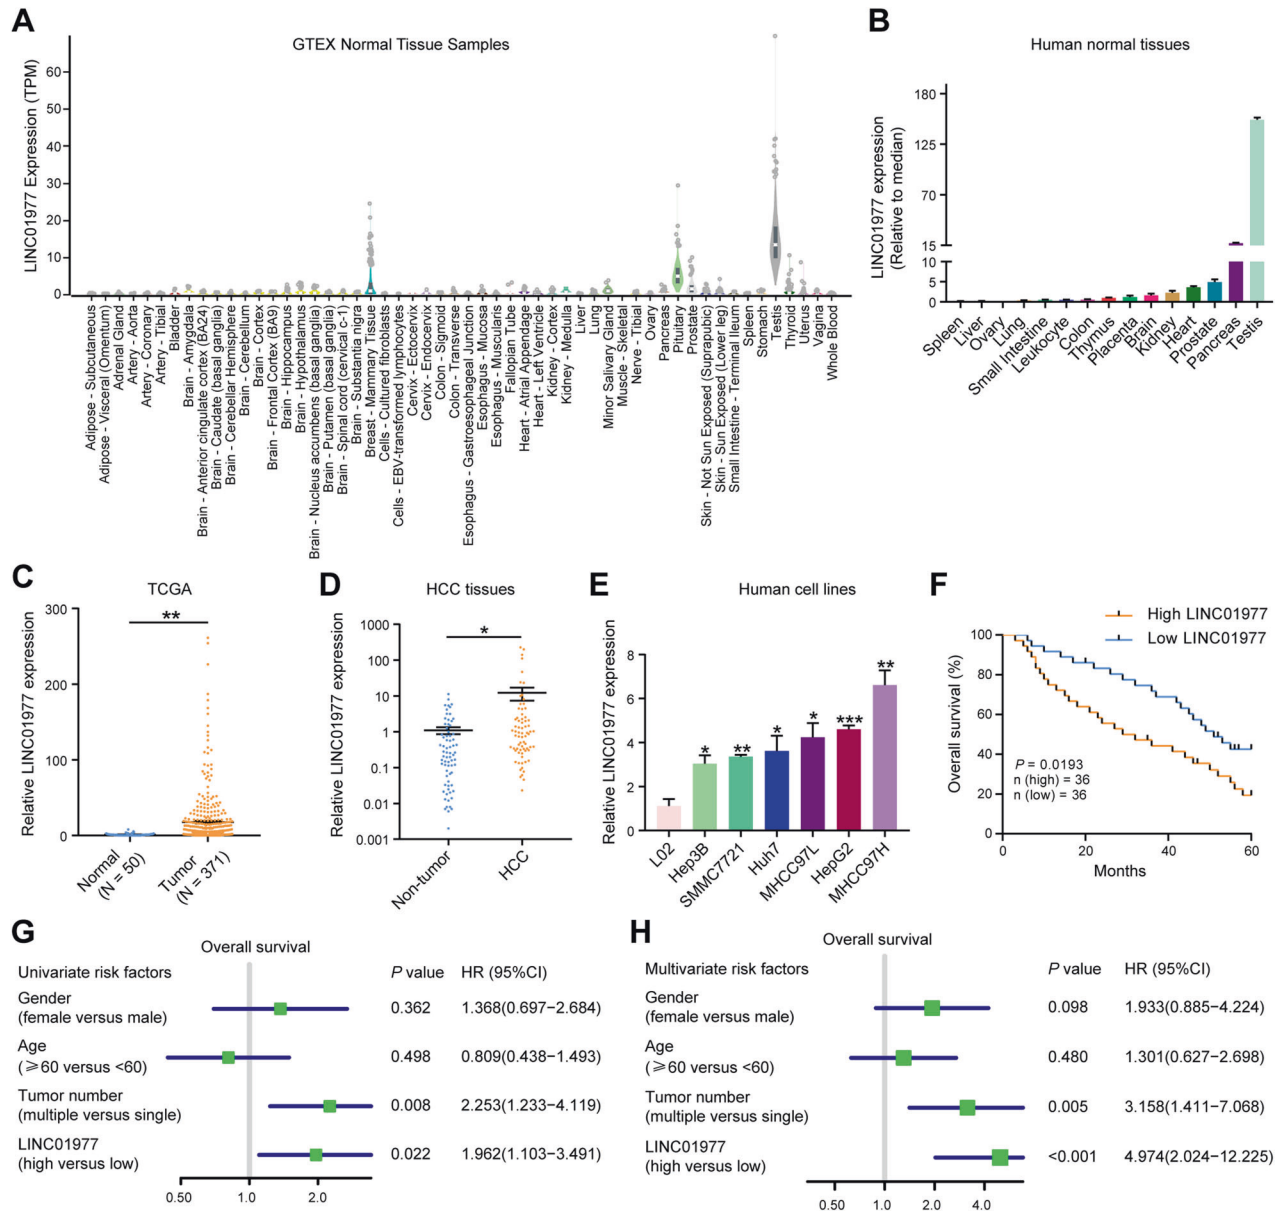 A
GTEX Normal Tissue Samples
LINC01977 Expression (TPM)
60
50
40
30
20
10
0
Adipose - Subcutaneous
Adipose - Visceral (Omentum)
Adrenal Gland
Artery - Aorta
Artery - Coronary
Artery - Tibial
Bladder
Brain - Amygdala
Brain - Anterior cingulate cortex (BA24)
Brain - Caudate (basal ganglia)
Brain - Cerebellar Hemisphere
Brain - Cerebellum
Brain - Cortex
Brain - Frontal Cortex (BA9)
Brain - Hippocampus
Brain - Hypothalamus
Brain - Nucleus accumbens (basal ganglia)
Brain - Putamen (basal ganglia)
Brain - Spinal cord (cervical c-1)
Brain - Substantia nigra
Breast - Mammary Tissue
Cells - Cultured fibroblasts
Cells - EBV-transformed lymphocytes
Cervix - Ectocervix
Cervix - Endocervix
Colon - Sigmoid
Colon - Transverse
Esophagus - Gastroesophageal Junction
Esophagus - Mucosa
Esophagus - Muscularis
Fallopian Tube
Heart - Atrial Appendage
Heart - Left Ventricle
Kidney - Cortex
Kidney - Medulla
Liver
Lung
Minor Salivary Gland
Muscle - Skeletal
Nerve - Tibial
Ovary
Pancreas
Pituitary
Prostate
Skin - Not Sun Exposed (Suprapubic)
Skin - Sun Exposed (Lower leg)
Small Intestine - Terminal Ileum
Spleen
Stomach
Testis
Thyroid
Uterus
Vagina
Whole Blood
B
Human normal tissues
LINC01977 expression
(Relative to median)
180
125
70
15
10
5
0
Spleen
Liver
Ovary
Lung
Small Intestine
Leukocyte
Colon
Thymus
Placenta
Brain
Kidney
Heart
Prostate
Pancreas
Testis
C
TCGA
**
Relative LINC01977 expression
300
200
100
0
Normal
(N = 50)
Tumor
(N = 371)
D
HCC tissues
*
Relative LINC01977 expression
1000
100
10
1
0.1
0.01
0.001
Non-tumor
HCC
E
Human cell lines
Relative LINC01977 expression
8
6
4
2
0
*
**
*
*
***
**
L02
Hep3B
SMMC7721
Huh7
MHCC97L
HepG2
MHCC97H
F
High LINC01977
Low LINC01977
Overall survival (%)
100
80
60
40
20
0
P = 0.0193
n (high) = 36
n (low) = 36
0
20
40
60
Months
G
Overall survival
Univariate risk factors
P value
HR (95%CI)
Gender
(female versus male)
0.362
1.368(0.697−2.684)
Age
(⩾60 versus <60)
0.498
0.809(0.438−1.493)
Tumor number
(multiple versus single)
0.008
2.253(1.233−4.119)
LINC01977
(high versus low)
0.022
1.962(1.103−3.491)
0.50
1.0
2.0
H
Overall survival
Multivariate risk factors
P value
HR (95%CI)
Gender
(female versus male)
0.098
1.933(0.885−4.224)
Age
(⩾60 versus <60)
0.480
1.301(0.627−2.698)
Tumor number
(multiple versus single)
0.005
3.158(1.411−7.068)
LINC01977
(high versus low)
<0.001
4.974(2.024−12.225)
0.50
1.0
2.0
4.0